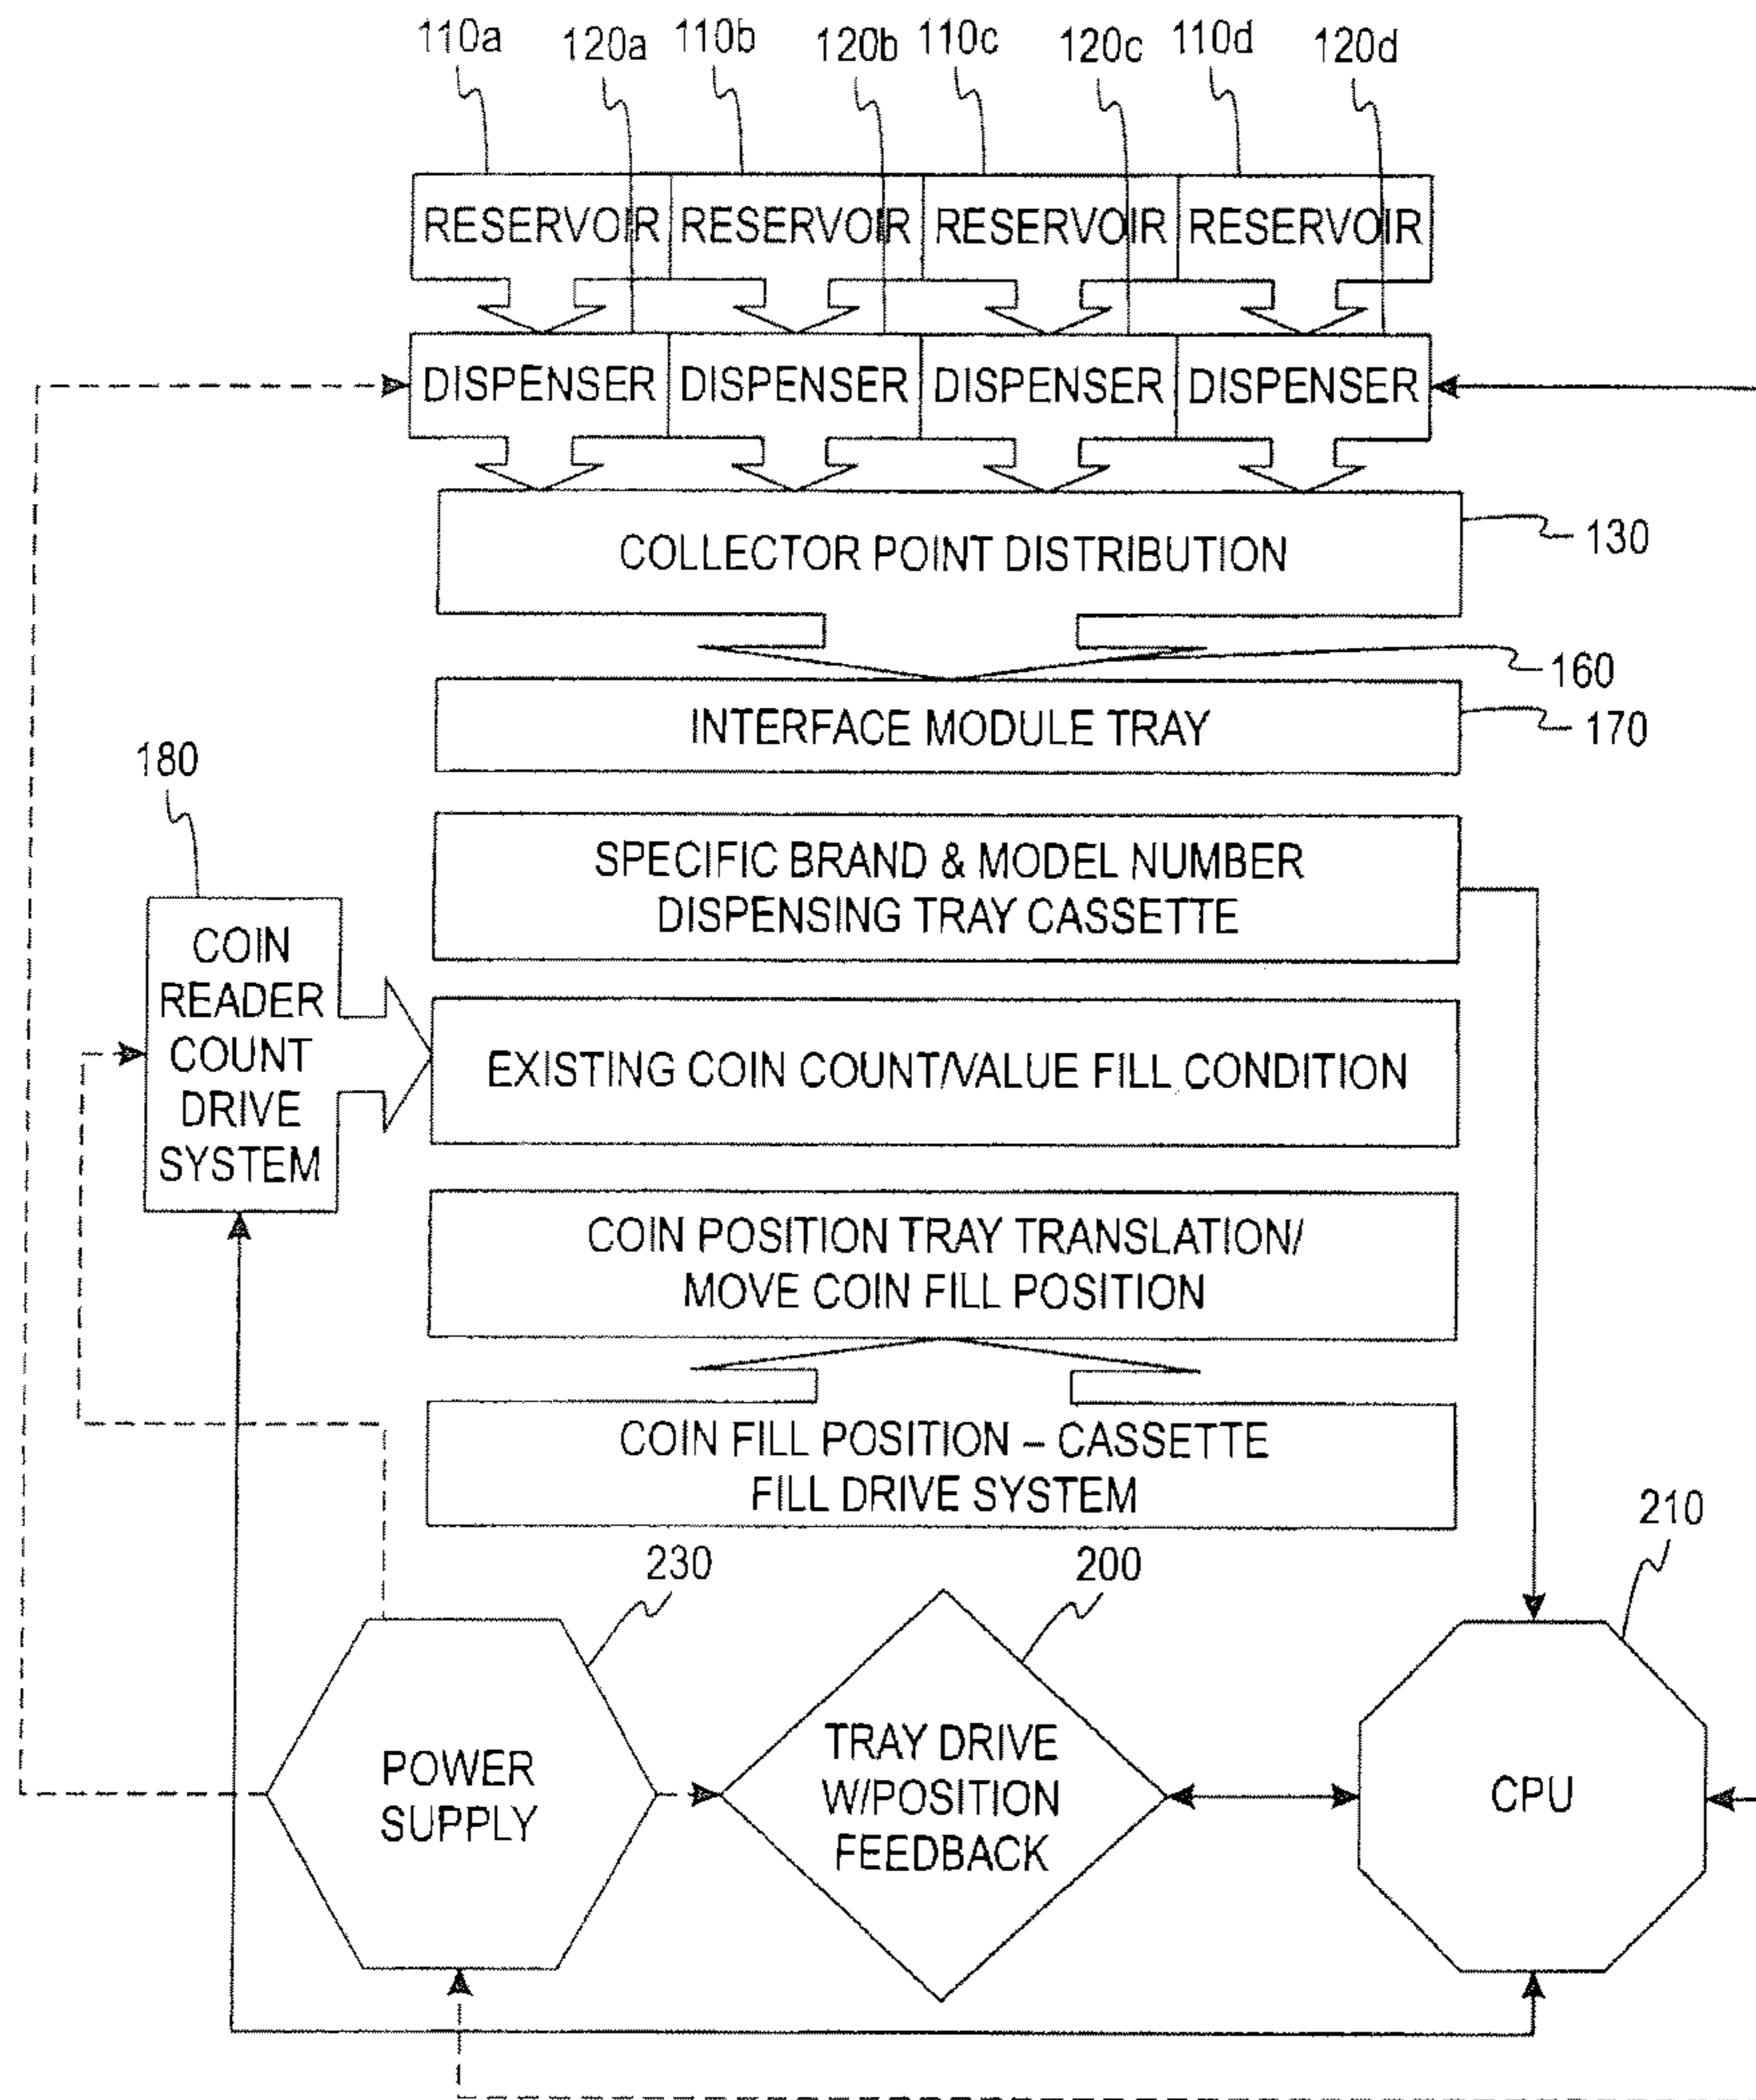 110a 120a 110b 120b 110c 120c 110d 120d
RESERVOIR RESERVOIR RESERVOIR RESERVOIR
DISPENSER DISPENSER DISPENSER DISPENSER
COLLECTOR POINT DISTRIBUTION
130
160
INTERFACE MODULE TRAY
170
180
SPECIFIC BRAND & MODEL NUMBER
DISPENSING TRAY CASSETTE
COIN
READER
COUNT
DRIVE
SYSTEM
EXISTING COIN COUNT/VALUE FILL CONDITION
COIN POSITION TRAY TRANSLATION/
MOVE COIN FILL POSITION
COIN FILL POSITION – CASSETTE
FILL DRIVE SYSTEM
230
200
210
POWER
SUPPLY
TRAY DRIVE
W/POSITION
FEEDBACK
CPU